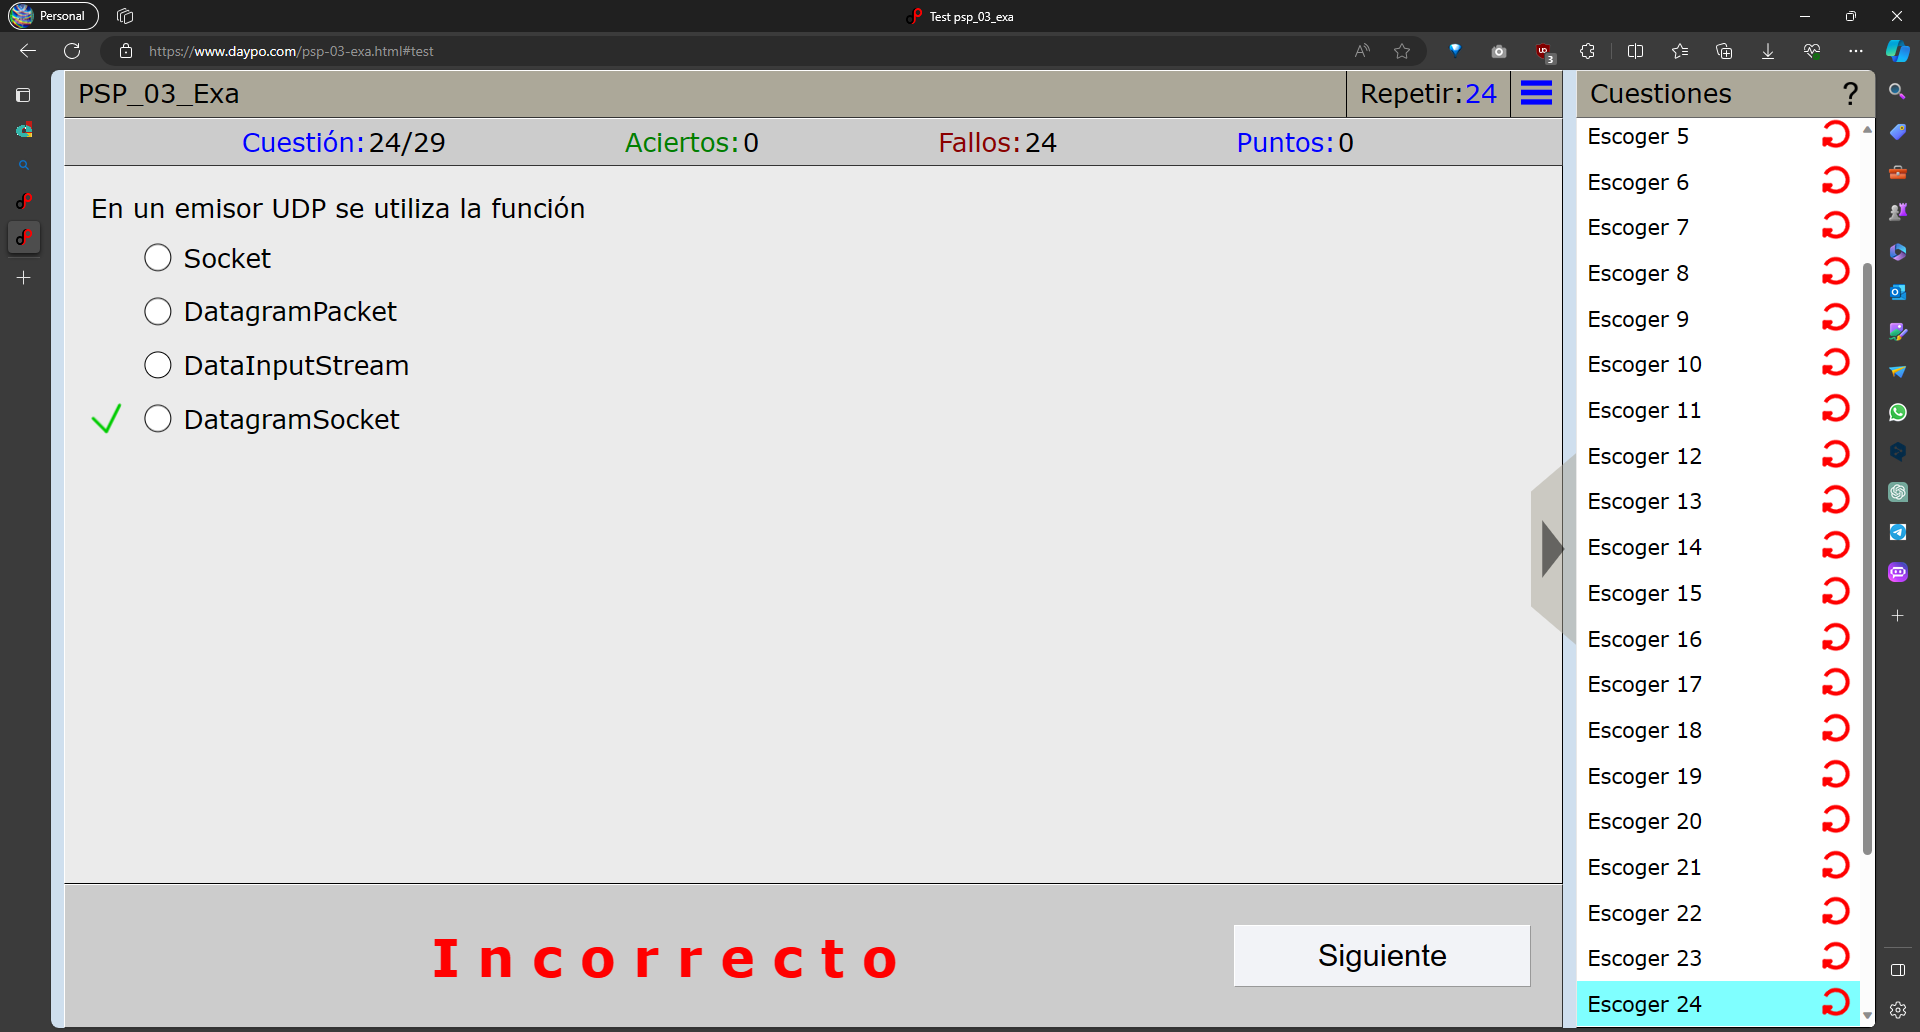 Personal
Test psp_03_exa
https://www.daypo.com/psp-03-exa.html#test
3
PSP_03_Exa
Repetir:24
Cuestiones ?
Cuestión:24/29 Aciertos:0 Fallos:24 Puntos:0
En un emisor UDP se utiliza la función
Socket
DatagramPacket
DataInputStream
DatagramSocket
Incorrecto
Siguiente
Escoger 5
Escoger 6
Escoger 7
Escoger 8
Escoger 9
Escoger 10
Escoger 11
Escoger 12
Escoger 13
Escoger 14
Escoger 15
Escoger 16
Escoger 17
Escoger 18
Escoger 19
Escoger 20
Escoger 21
Escoger 22
Escoger 23
Escoger 24